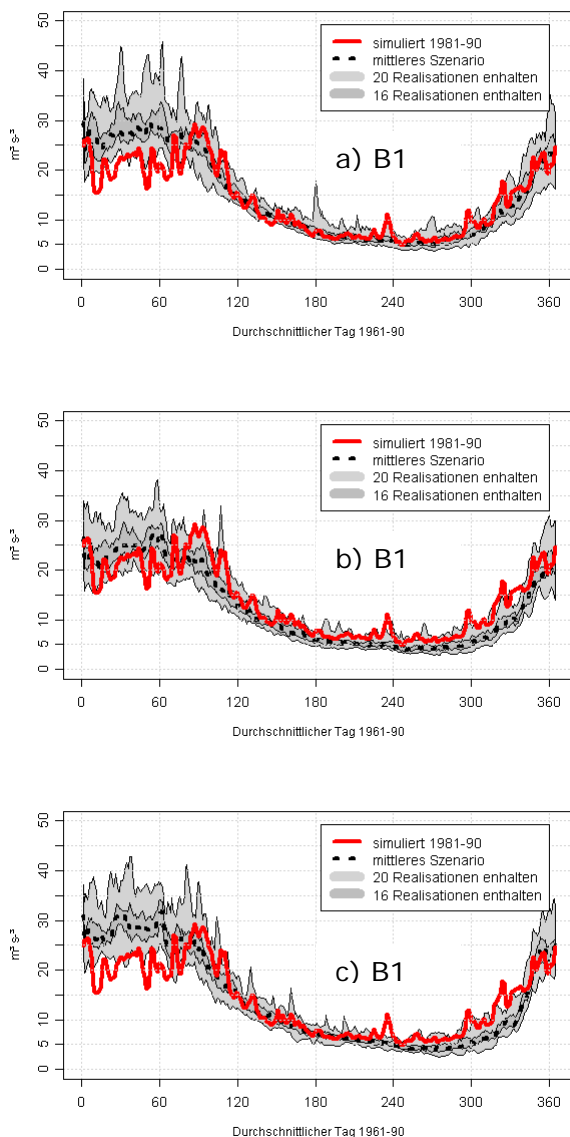 50
40
30
20
10
5
0
m³ s-³
simuliert 1981-90
mittleres Szenario
20 Realisationen enhalten
16 Realisationen enthalten
a) B1
0 60 120 180 240 300 360
Durchschnittlicher Tag 1961-90
50
40
30
20
10
5
0
m³ s-³
simuliert 1981-90
mittleres Szenario
20 Realisationen enhalten
16 Realisationen enthalten
b) B1
0 60 120 180 240 300 360
Durchschnittlicher Tag 1961-90
50
40
30
20
10
5
0
m³ s-³
simuliert 1981-90
mittleres Szenario
20 Realisationen enhalten
16 Realisationen enthalten
c) B1
0 60 120 180 240 300 360
Durchschnittlicher Tag 1961-90